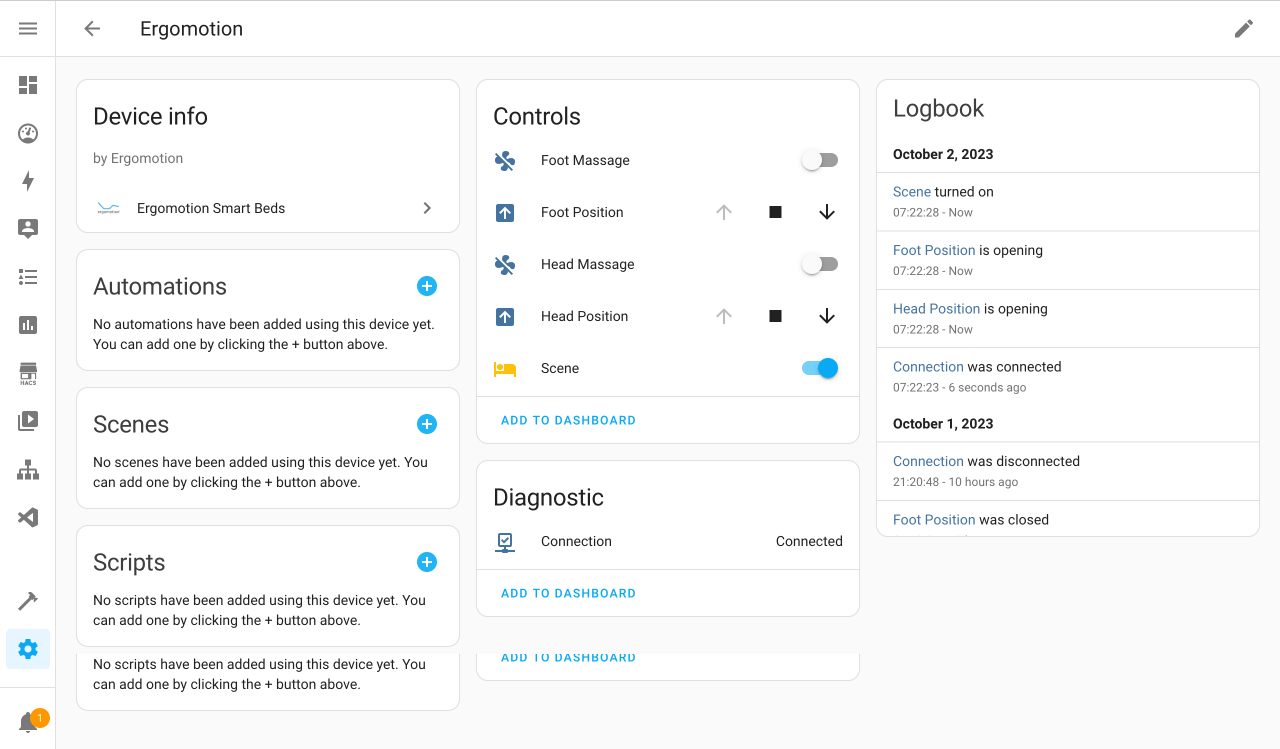 Ergomotion
HACS
1
Device info
by Ergomotion
ergomotion
Ergomotion Smart Beds
Automations
No automations have been added using this device yet.
You can add one by clicking the + button above.
Scenes
No scenes have been added using this device yet. You
can add one by clicking the + button above.
Scripts
No scripts have been added using this device yet. You
can add one by clicking the + button above.
No scripts have been added using this device yet. You
can add one by clicking the + button above.
Controls
Foot Massage
Foot Position
Head Massage
Head Position
Scene
ADD TO DASHBOARD
Diagnostic
Connection Connected
ADD TO DASHBOARD
ADD TO DASHBOARD
Logbook
October 2, 2023
Scene turned on
07:22:28 - Now
Foot Position is opening
07:22:28 - Now
Head Position is opening
07:22:28 - Now
Connection was connected
07:22:23 - 6 seconds ago
October 1, 2023
Connection was disconnected
21:20:48 - 10 hours ago
Foot Position was closed